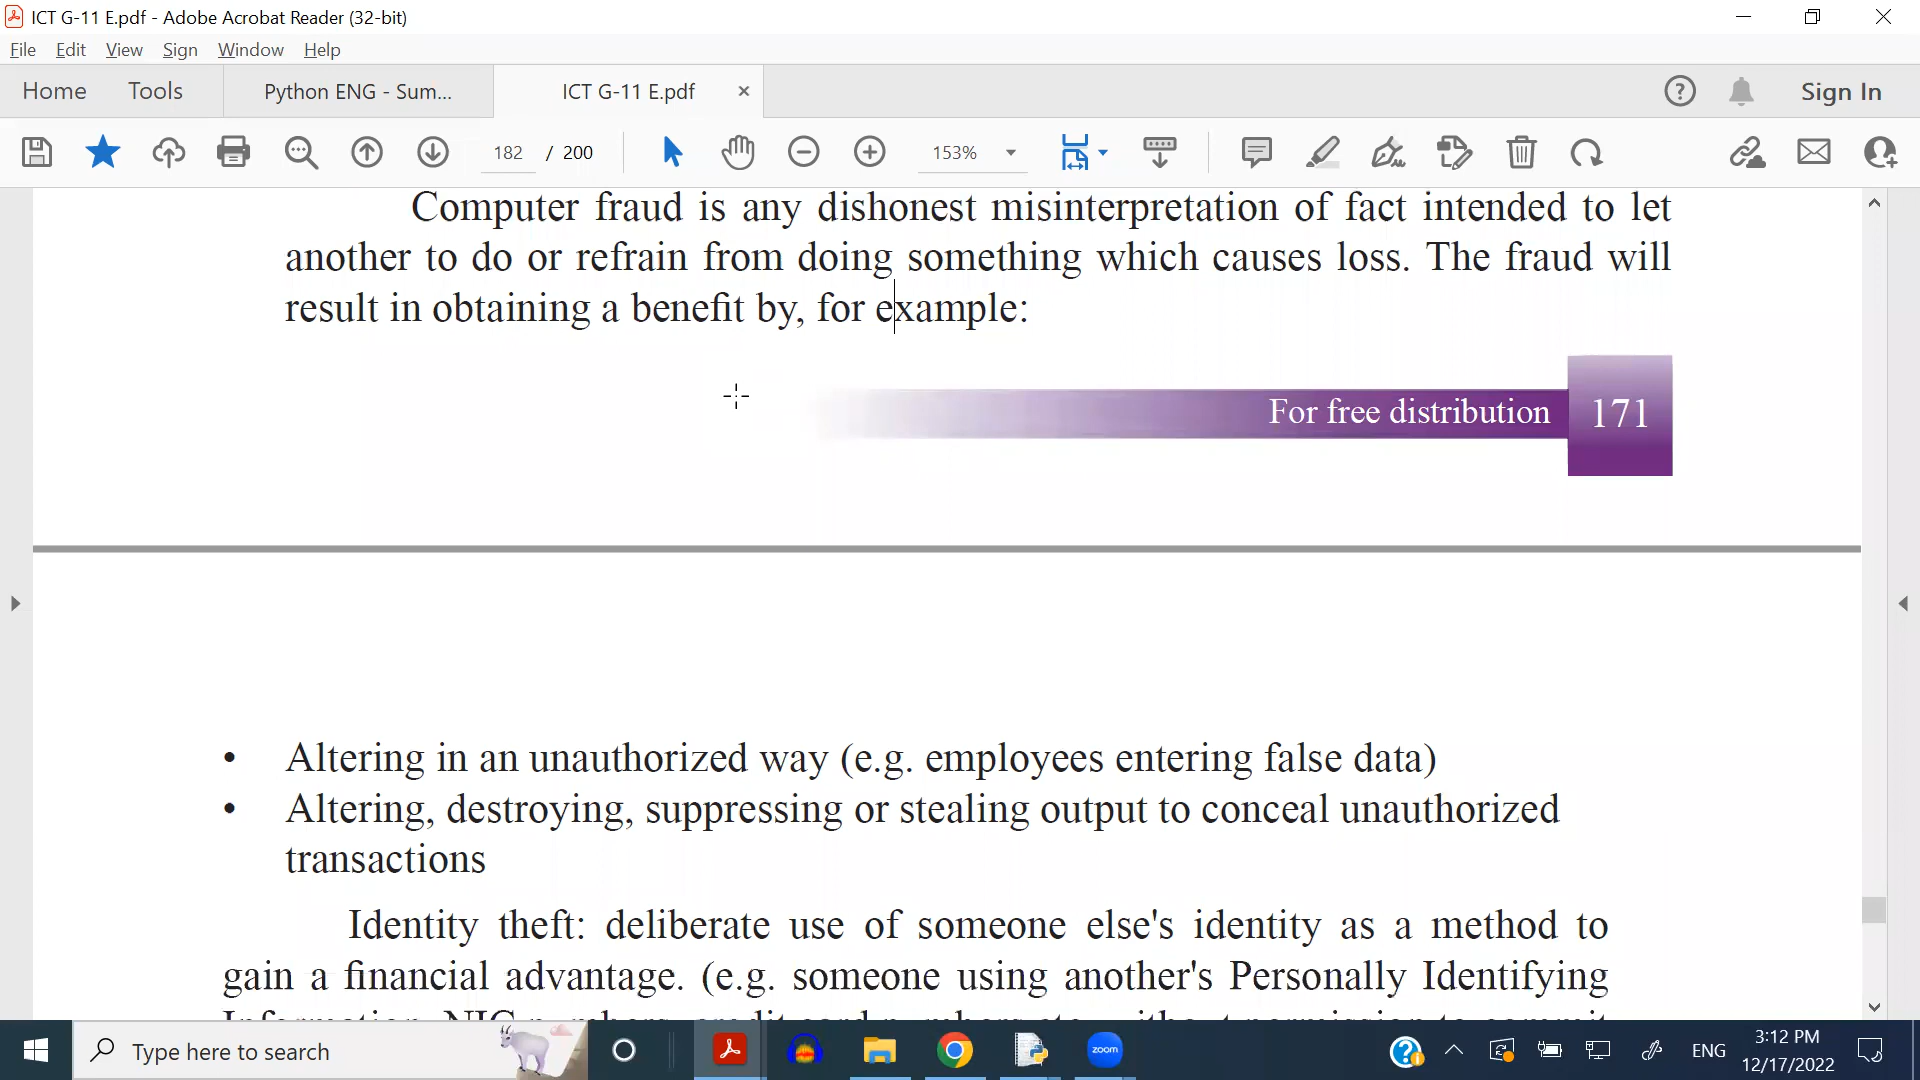 ICT G-11 E.pdf - Adobe Acrobat Reader (32-bit)
File Edit View Sign Window Help
Home Tools Python ENG - Sum... ICT G-11 E.pdf × Sign In
182 / 200 153%
Computer fraud is any dishonest misinterpretation of fact intended to let
another to do or refrain from doing something which causes loss. The fraud will
result in obtaining a benefit by, for example:
For free distribution 171
• Altering in an unauthorized way (e.g. employees entering false data)
• Altering, destroying, suppressing or stealing output to conceal unauthorized
transactions
Identity theft: deliberate use of someone else's identity as a method to
gain a financial advantage. (e.g. someone using another's Personally Identifying
Type here to search
zoom
ENG
3:12 PM
12/17/2022